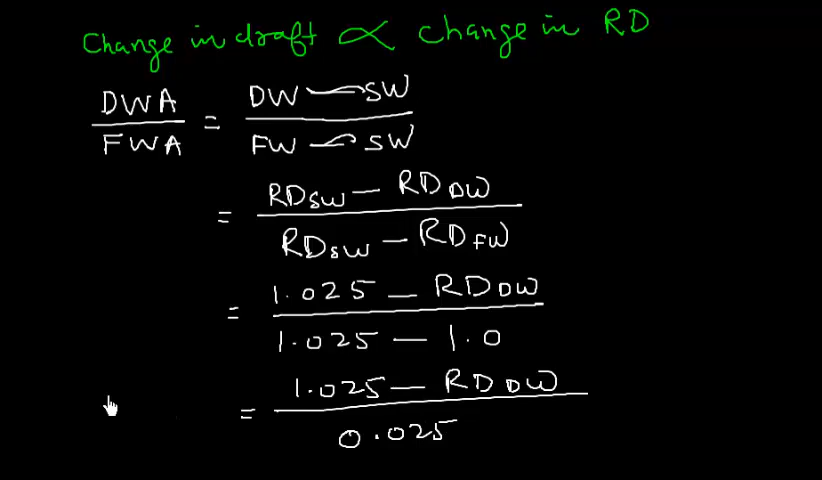 Change in draft ∝ change in RD
DWA/FWA = DW ~ SW/FW ~ SW
= RDSW - RDDW/RDSW - RDFW
= 1.025 - RDDW/1.025 - 1.0
= 1.025 - RDDW/0.025